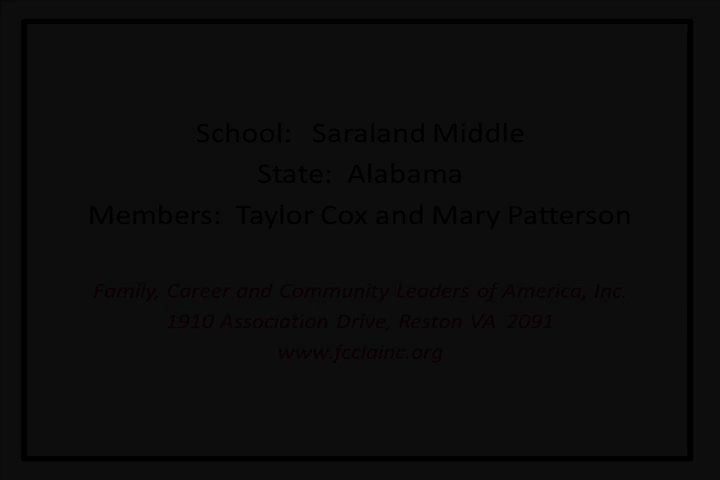 School: Saraland Middle
State: Alabama
Members: Taylor Cox and Mary Patterson
Family, Career and Community Leaders of America, Inc.
1910 Association Drive, Reston VA 2091
www.fcclainc.org